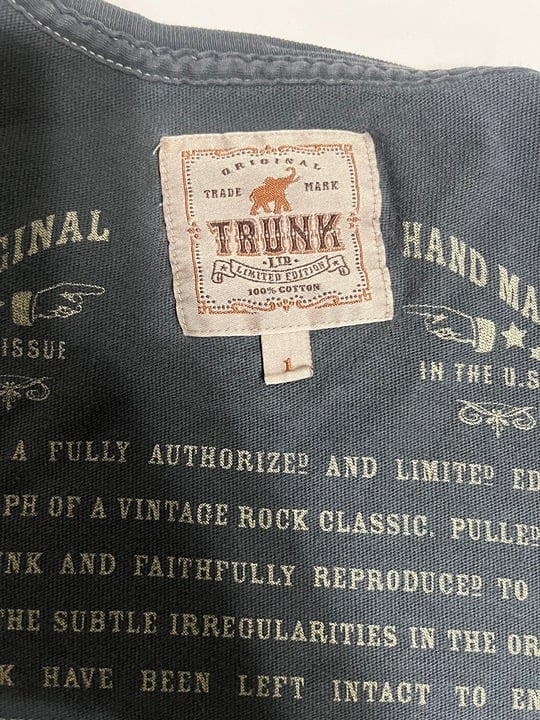 ORIGINAL
TRADE MARK
TRUNK
LTD
LIMITED EDITION
100% COTTON
1
GINAL
ISSUE
HAND MA
IN THE U.S
A FULLY AUTHORIZED AND LIMITED ED
PH OF A VINTAGE ROCK CLASSIC. PULLED
NK AND FAITHFULLY REPRODUCED TO
THE SUBTLE IRREGULARITIES IN THE OR
K HAVE BEEN LEFT INTACT TO EN